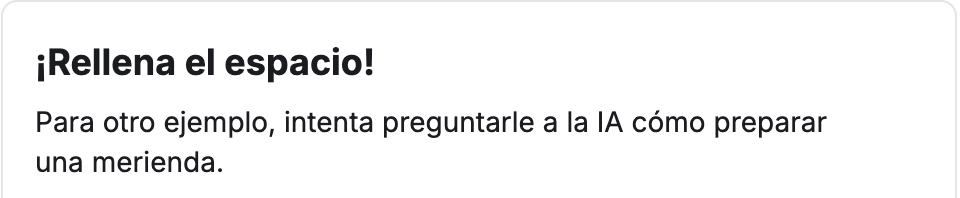 ¡Rellena el espacio!
Para otro ejemplo, intenta preguntarle a la IA cómo preparar
una merienda.